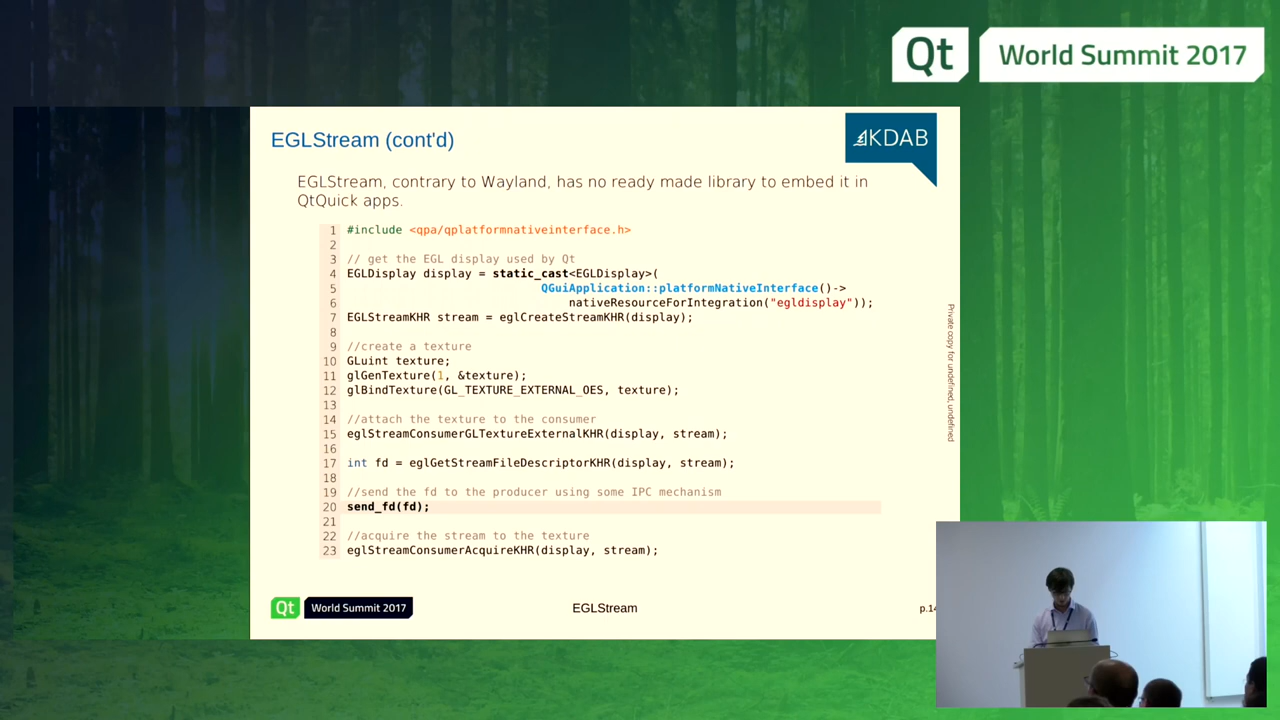 Qt World Summit 2017
EGLStream (cont'd)
KDAB
EGLStream, contrary to Wayland, has no ready made library to embed it in
QtQuick apps.
1 #include <qpa/qplatformnativeinterface.h>
2
3 // get the EGL display used by Qt
4 EGLDisplay display = static_cast<EGLDisplay>(
5 QGuiApplication::platformNativeInterface()->
6 nativeResourceForIntegration("egldisplay"));
7 EGLStreamKHR stream = eglCreateStreamKHR(display);
8
9 //create a texture
10 GLuint texture;
11 glGenTexture(1, &texture);
12 glBindTexture(GL_TEXTURE_EXTERNAL_OES, texture);
13
14 //attach the texture to the consumer
15 eglStreamConsumerGLTextureExternalKHR(display, stream);
16
17 int fd = eglGetStreamFileDescriptorKHR(display, stream);
18
19 //send the fd to the producer using some IPC mechanism
20 send_fd(fd);
21
22 //acquire the stream to the texture
23 eglStreamConsumerAcquireKHR(display, stream);
Private copy for undefined, undefined
Qt World Summit 2017
EGLStream
p.14